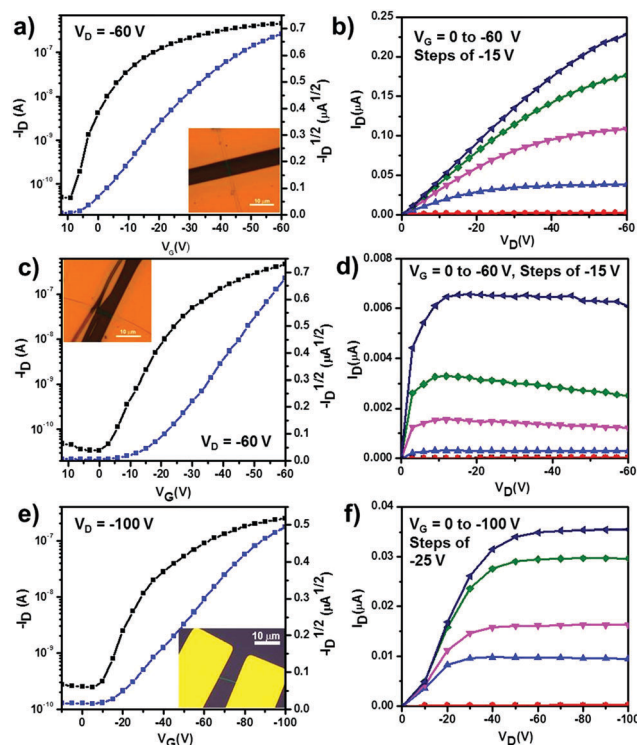 a)
V_D = -60 V
10^-7
10^-8
10^-9
10^-10
-I_D (A)
0.7
0.6
0.5
0.4
0.3
0.2
0.1
0.0
-I_D^1/2 (μA^1/2)
10 μm
10 0 -10 -20 -30 -40 -50 -60
V_G(V)
b)
V_G = 0 to -60 V
Steps of -15 V
0.25
0.20
0.15
0.10
0.05
0.00
I_D(μA)
0 -20 -40 -60
V_D(V)
c)
10 μm
10^-7
10^-8
10^-9
10^-10
-I_D (A)
0.7
0.6
0.5
0.4
0.3
0.2
0.1
0.0
-I_D^1/2 (μA^1/2)
V_D = -60 V
10 0 -10 -20 -30 -40 -50 -60
V_G(V)
d)
V_G = 0 to -60 V, Steps of -15 V
0.006
0.004
0.002
0.000
I_D(μA)
0 -20 -40 -60
V_D(V)
e)
V_D = -100 V
10^-7
10^-8
10^-9
10^-10
-I_D (A)
0.5
0.4
0.3
0.2
0.1
0.0
-I_D^1/2 (μA^1/2)
10 μm
0 -20 -40 -60 -80 -100
V_G(V)
f)
V_G = 0 to -100 V
Steps of
-25 V
0.04
0.03
0.02
0.01
0.00
I_D(μA)
0 -20 -40 -60 -80 -100
V_D(V)